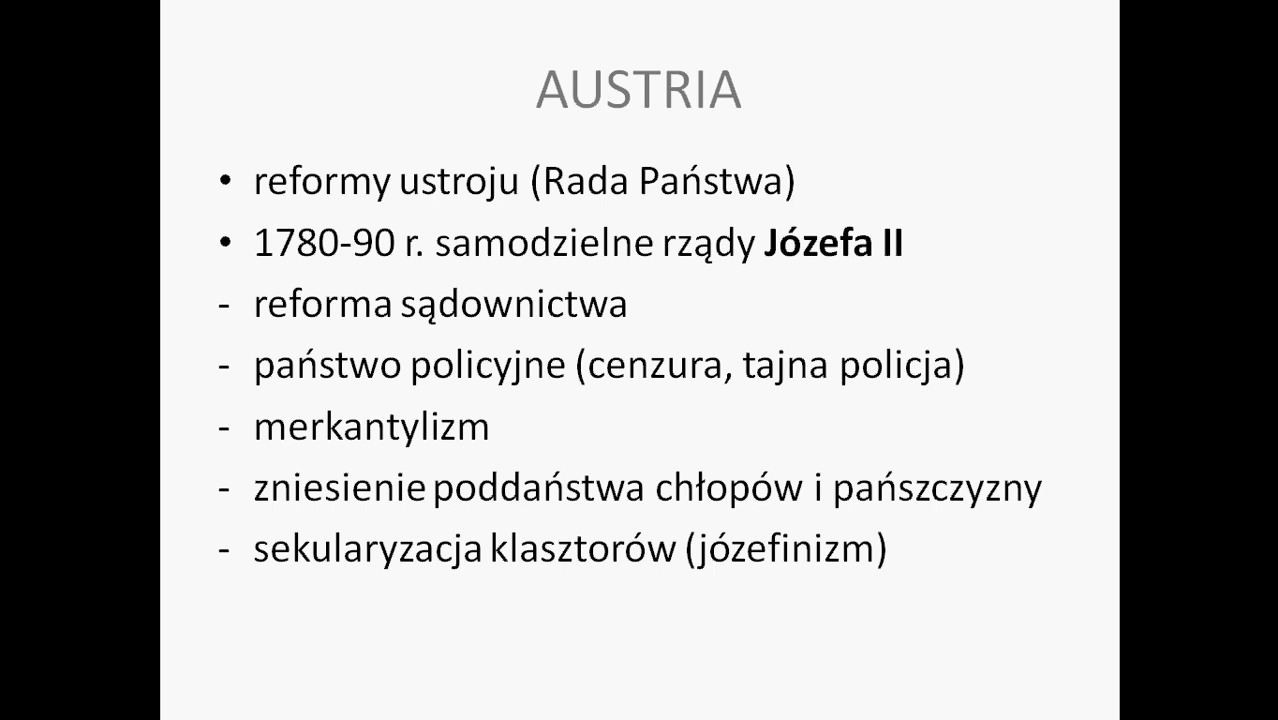 AUSTRIA
• reformy ustroju (Rada Państwa)
• 1780-90 r. samodzielne rządy Józefa II
- reforma sądownictwa
- państwo policyjne (cenzura, tajna policja)
- merkantylizm
- zniesienie poddaństwa chłopów i pańszczyzny
- sekularyzacja klasztorów (józefinizm)